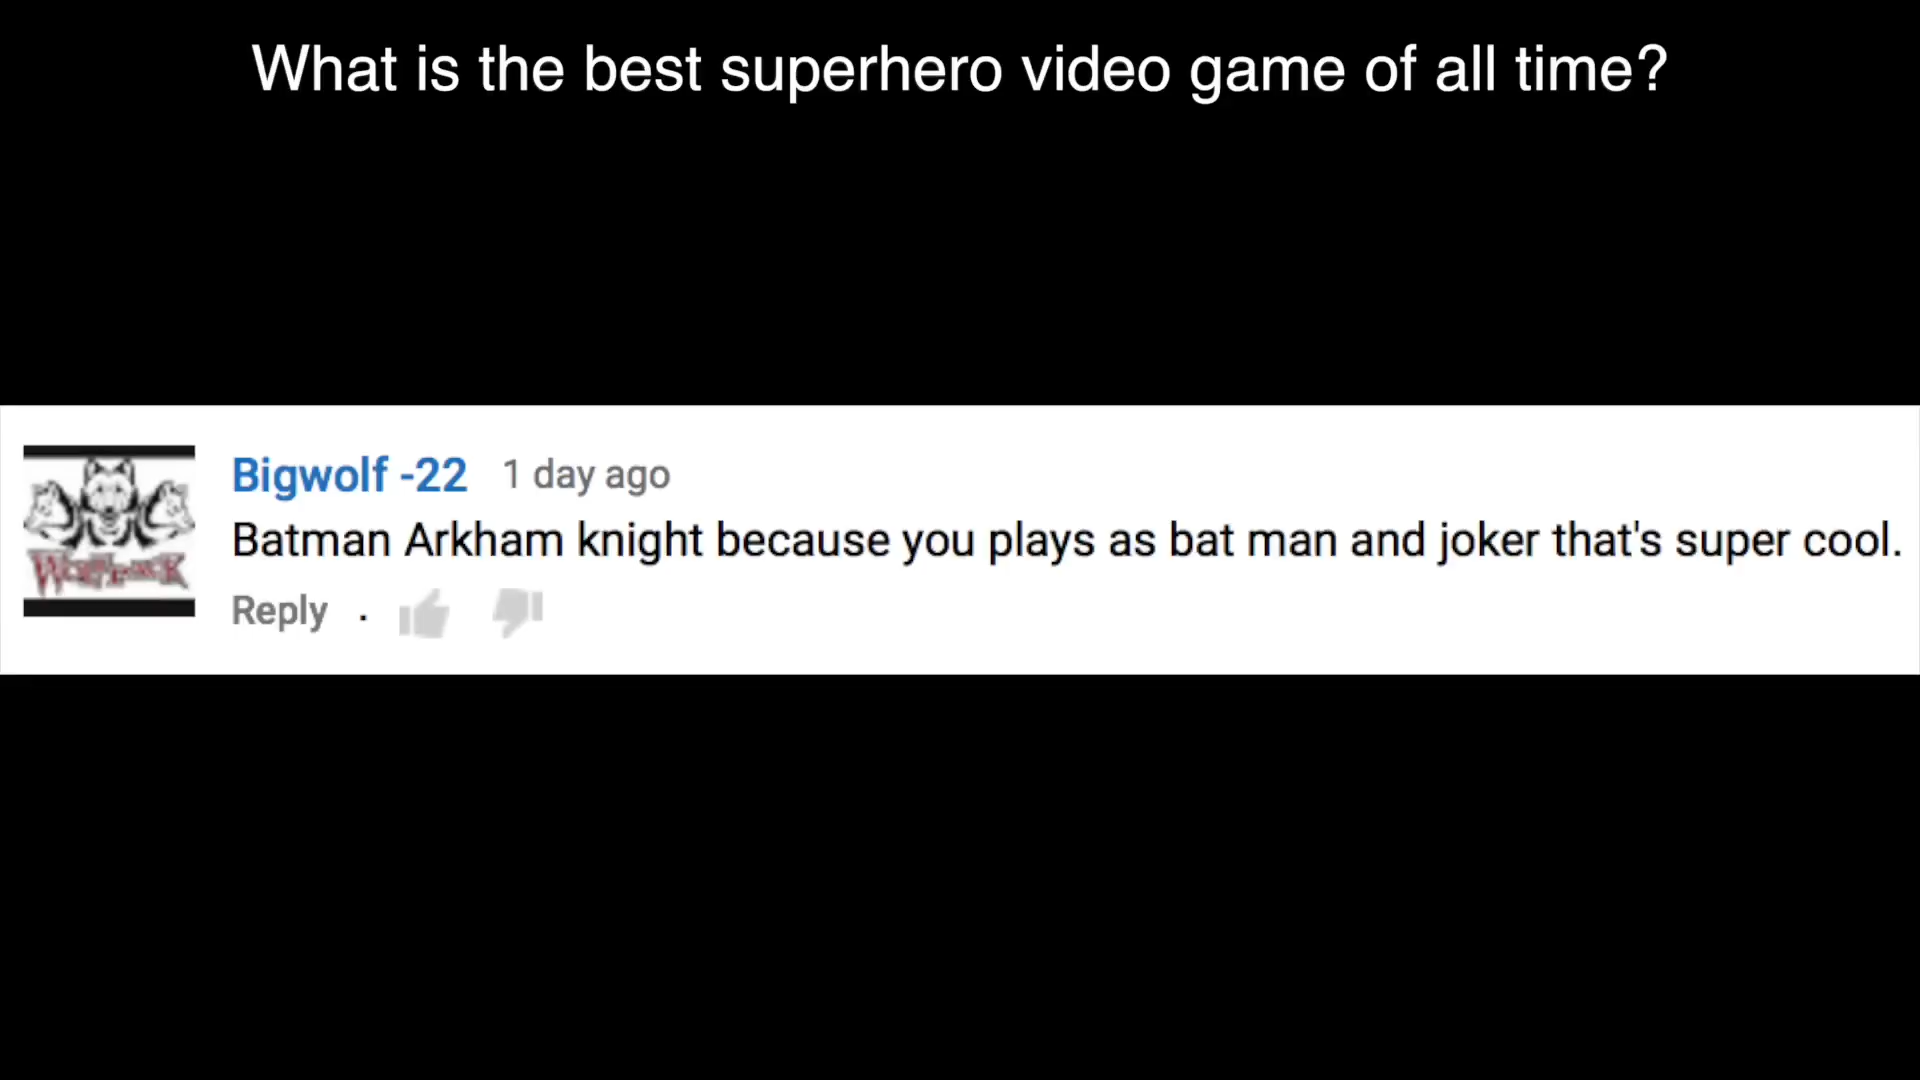 What is the best superhero video game of all time?
Bigwolf -22 1 day ago
Batman Arkham knight because you plays as bat man and joker that's super cool.
Reply .